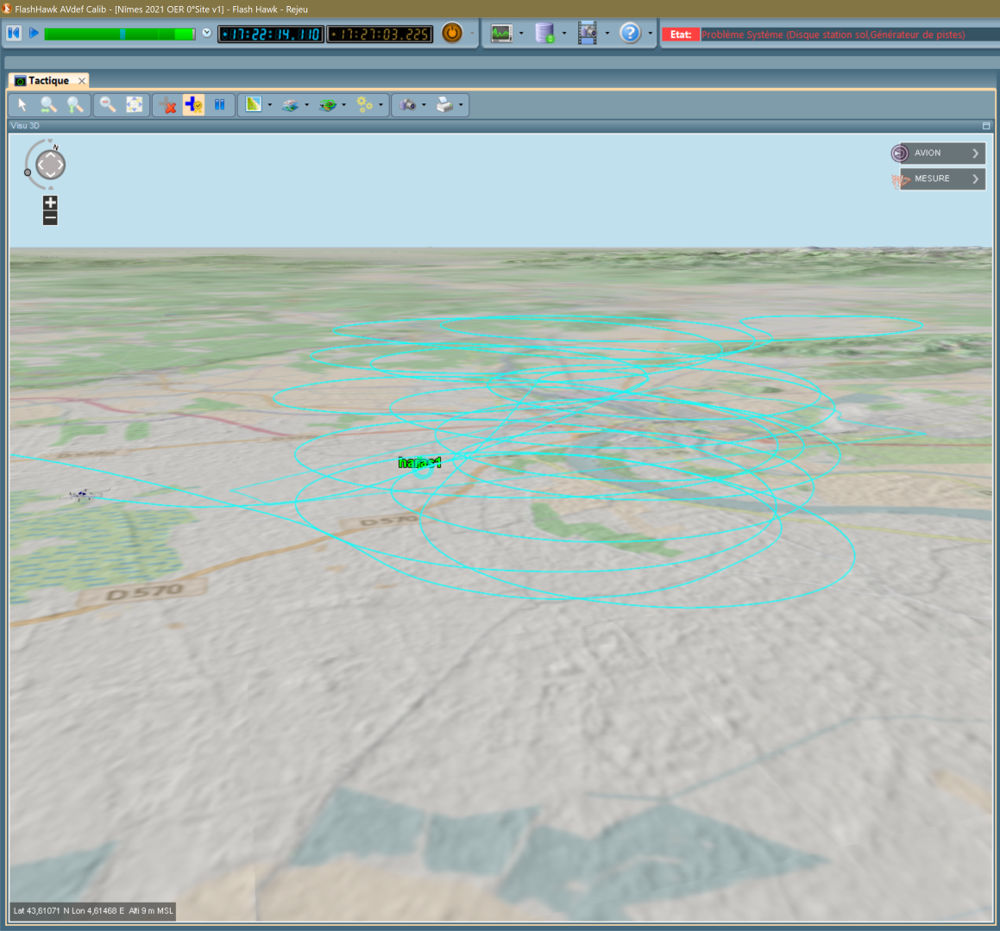 FlashHawk AVdef Calib - [Nîmes 2021 OER 0°Site v1] - Flash Hawk - Rejeu
17:22:14.110
17:27:03.225
Etat: Problème Système (Disque station sol,Générateur de pistes)
Tactique
Visu 3D
N
AVION
MESURE
D 570
D 570
Lat 43,61071 N Lon 4,61468 E Alti 9 m MSL